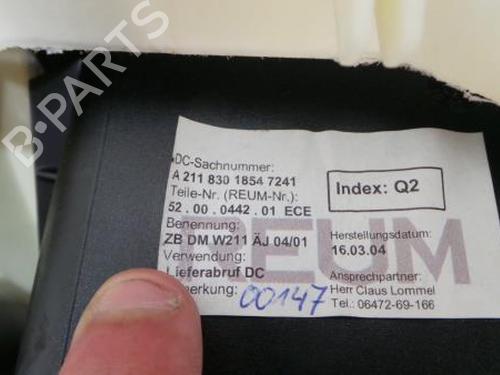 B-PARTS
DC-Sachnummer:
A 211 830 1854 7241
Teile-Nr. (REUM-Nr.):
52 . 00 . 0442 . 01 ECE
Benennung:
ZB DM W211 ÄJ 04/01
Verwendung:
Lieferabruf DC
merkung: 00147
Index: Q2
Herstellungsdatum:
16.03.04
Ansprechpartner:
Herr Claus Lommel
Tel.: 06472-69-166
REUM